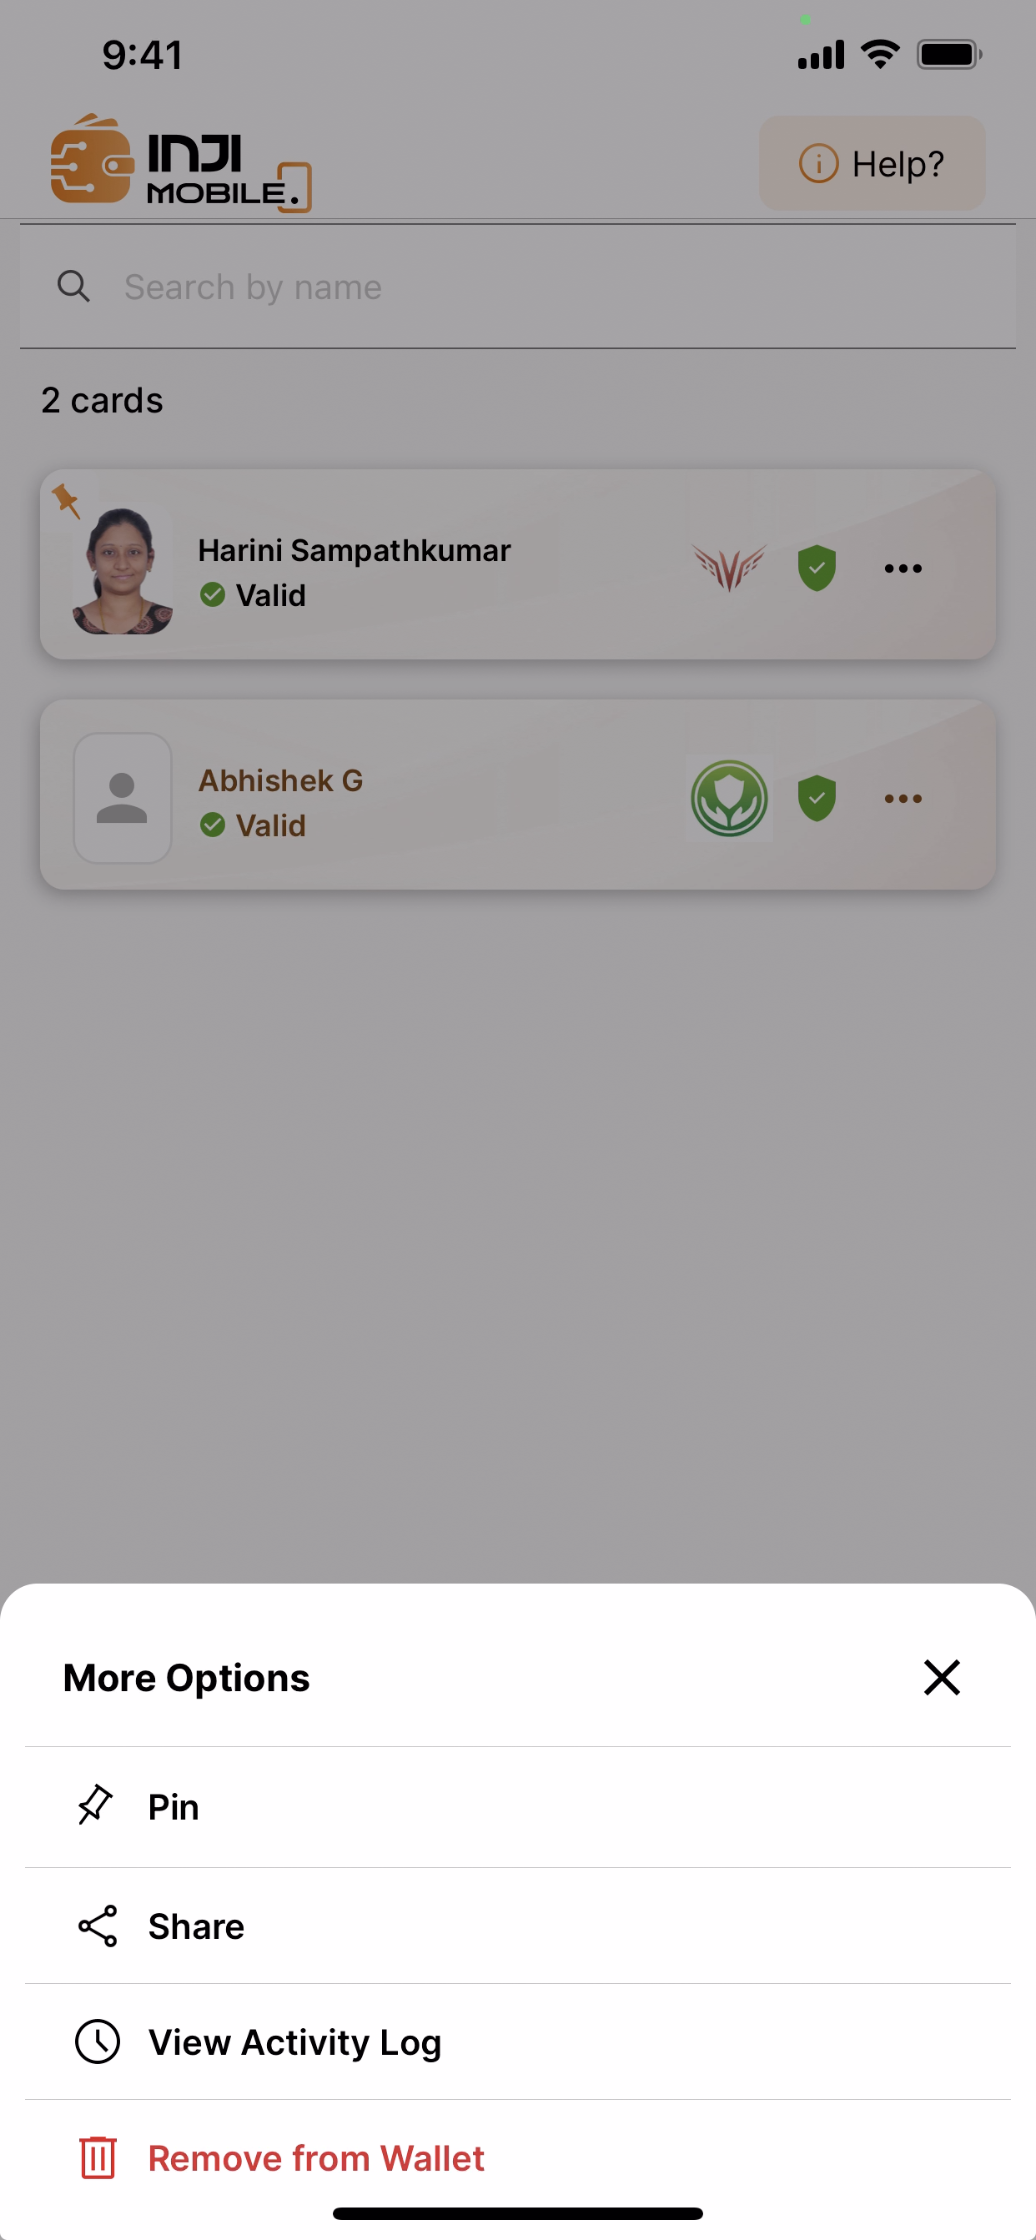 9:41
INJI
MOBILE.
Help?
Search by name
2 cards
Harini Sampathkumar
Valid
Abhishek G
Valid
More Options
Pin
Share
View Activity Log
Remove from Wallet